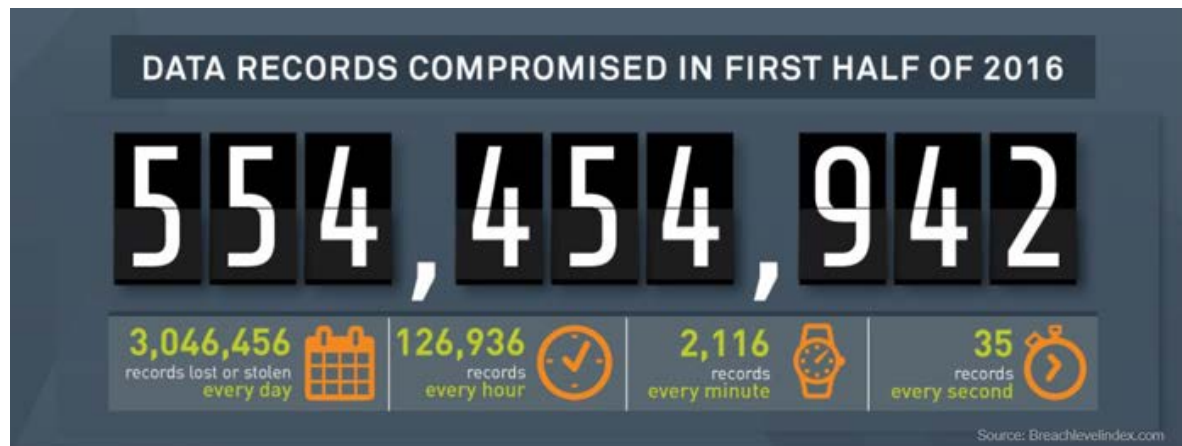 DATA RECORDS COMPROMISED IN FIRST HALF OF 2016
554,454,942
3,046,456
records lost or stolen
every day
126,936
records
every hour
2,116
records
every minute
35
records
every second
Source: Breachlevelindex.com